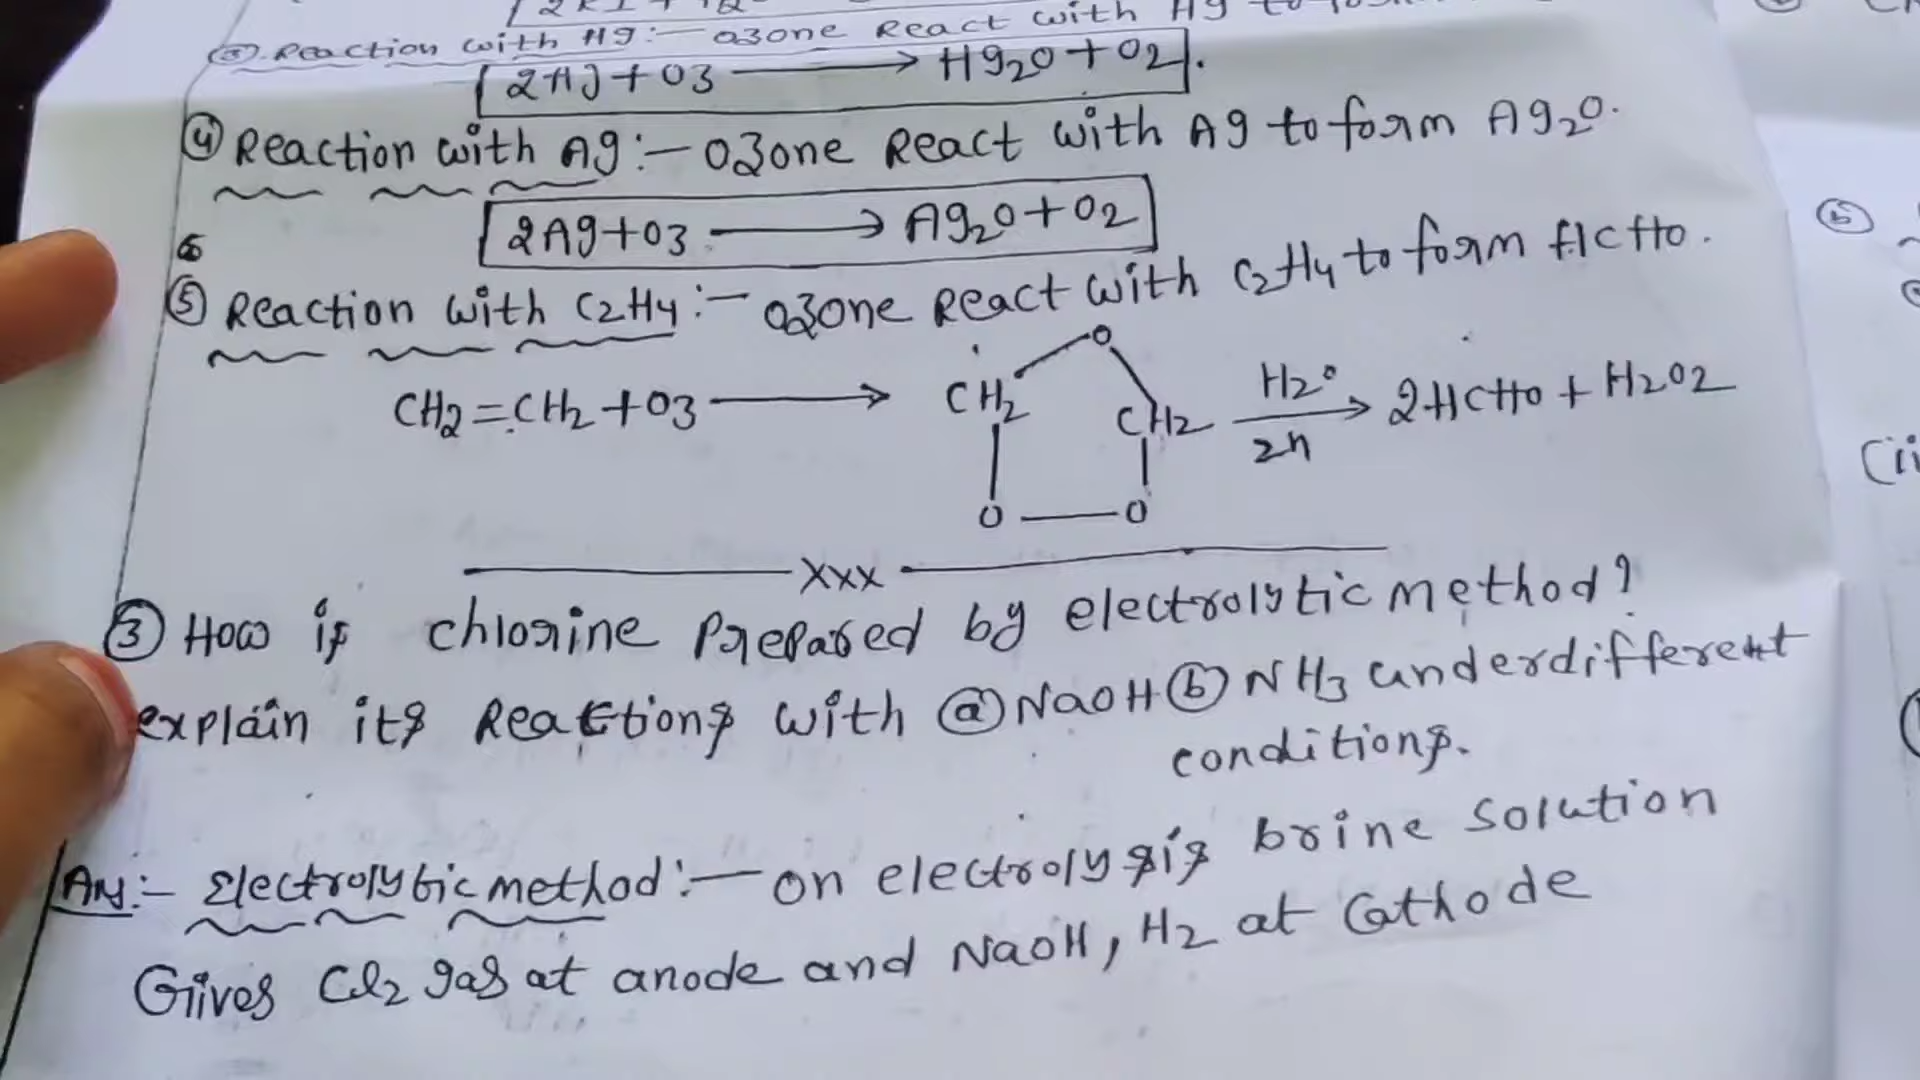 ③ Reaction with Hg:- ozone React with Hg to
2Hg + O3 → Hg2O + O2.
④ Reaction with Ag:- ozone React with Ag to form Ag2O.
2Ag+O3 → Ag2O+O2
⑤ Reaction with C2H4:- ozone React with C2H4 to form HCHO.
O
CH2=CH2 +O3 → CH2 CH2 H2O → 2HCHO + H2O2
Zn
O — O
XXX
③ How is chlorine Prepared by electrolytic method?
explain its Reactions with ⓐ NaOH ⓑ NH3 under different
conditions.
Ans:- Electrolytic method:- on electrolysis brine solution
Gives Cl2 gas at anode and NaOH, H2 at Cathode